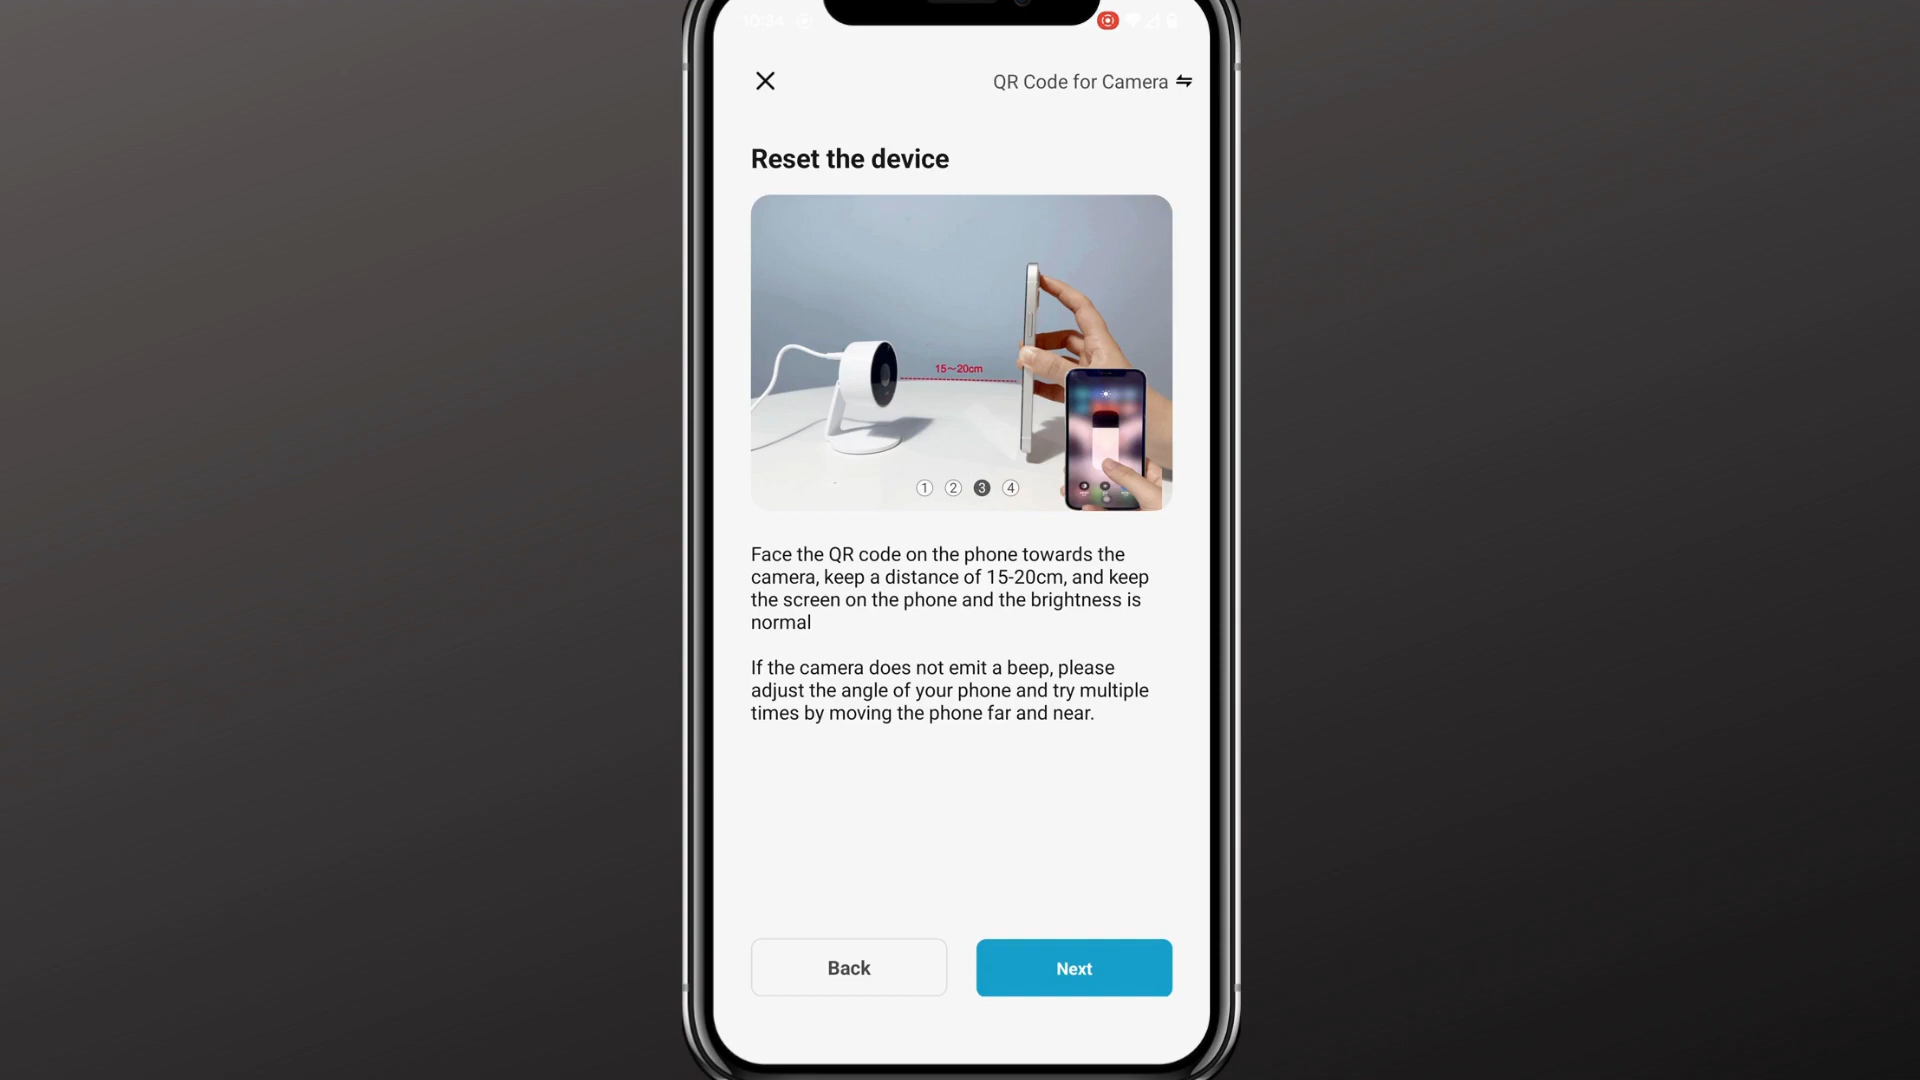 10:34
QR Code for Camera
Reset the device
15~20cm
1 2 3 4
Face the QR code on the phone towards the
camera, keep a distance of 15-20cm, and keep
the screen on the phone and the brightness is
normal
If the camera does not emit a beep, please
adjust the angle of your phone and try multiple
times by moving the phone far and near.
Back
Next